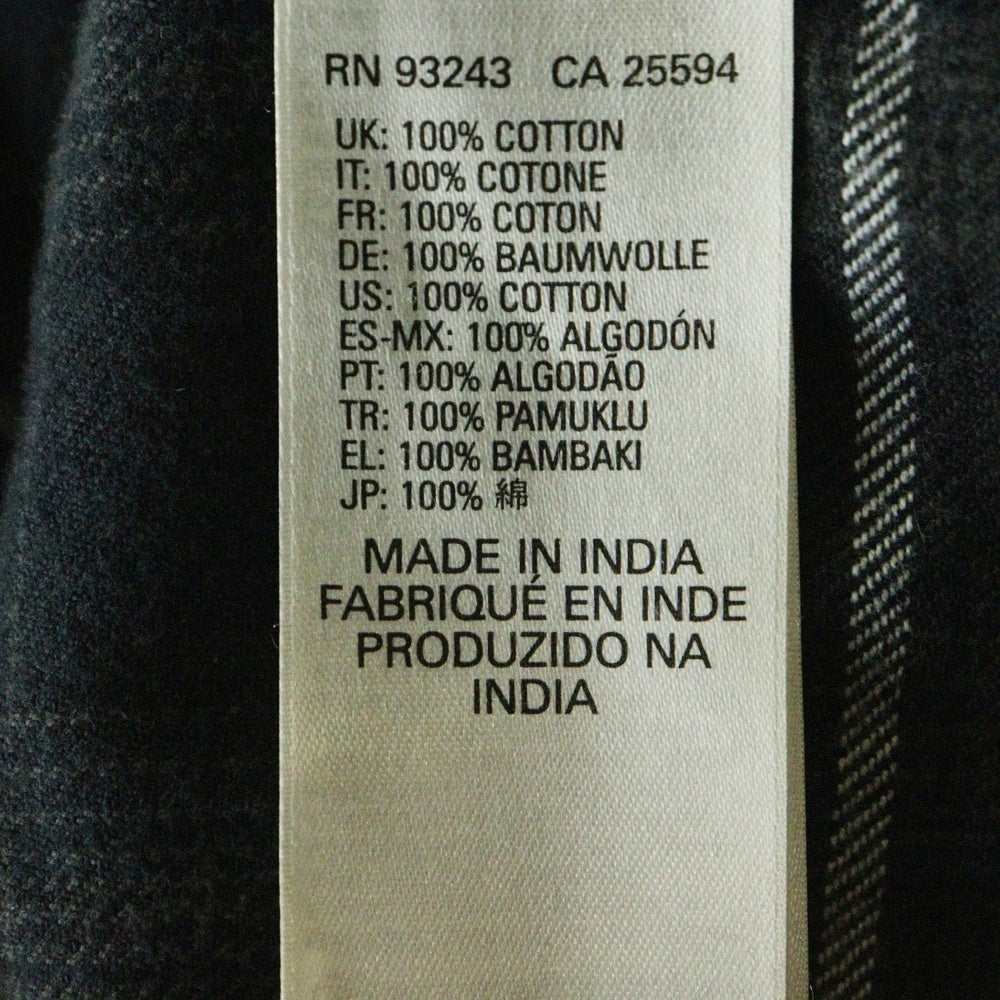 RN 93243 CA 25594
UK: 100% COTTON
IT: 100% COTONE
FR: 100% COTON
DE: 100% BAUMWOLLE
US: 100% COTTON
ES-MX: 100% ALGODÓN
PT: 100% ALGODÃO
TR: 100% PAMUKLU
EL: 100% BAMBAKI
JP: 100% 綿
MADE IN INDIA
FABRIQUÉ EN INDE
PRODUZIDO NA
INDIA